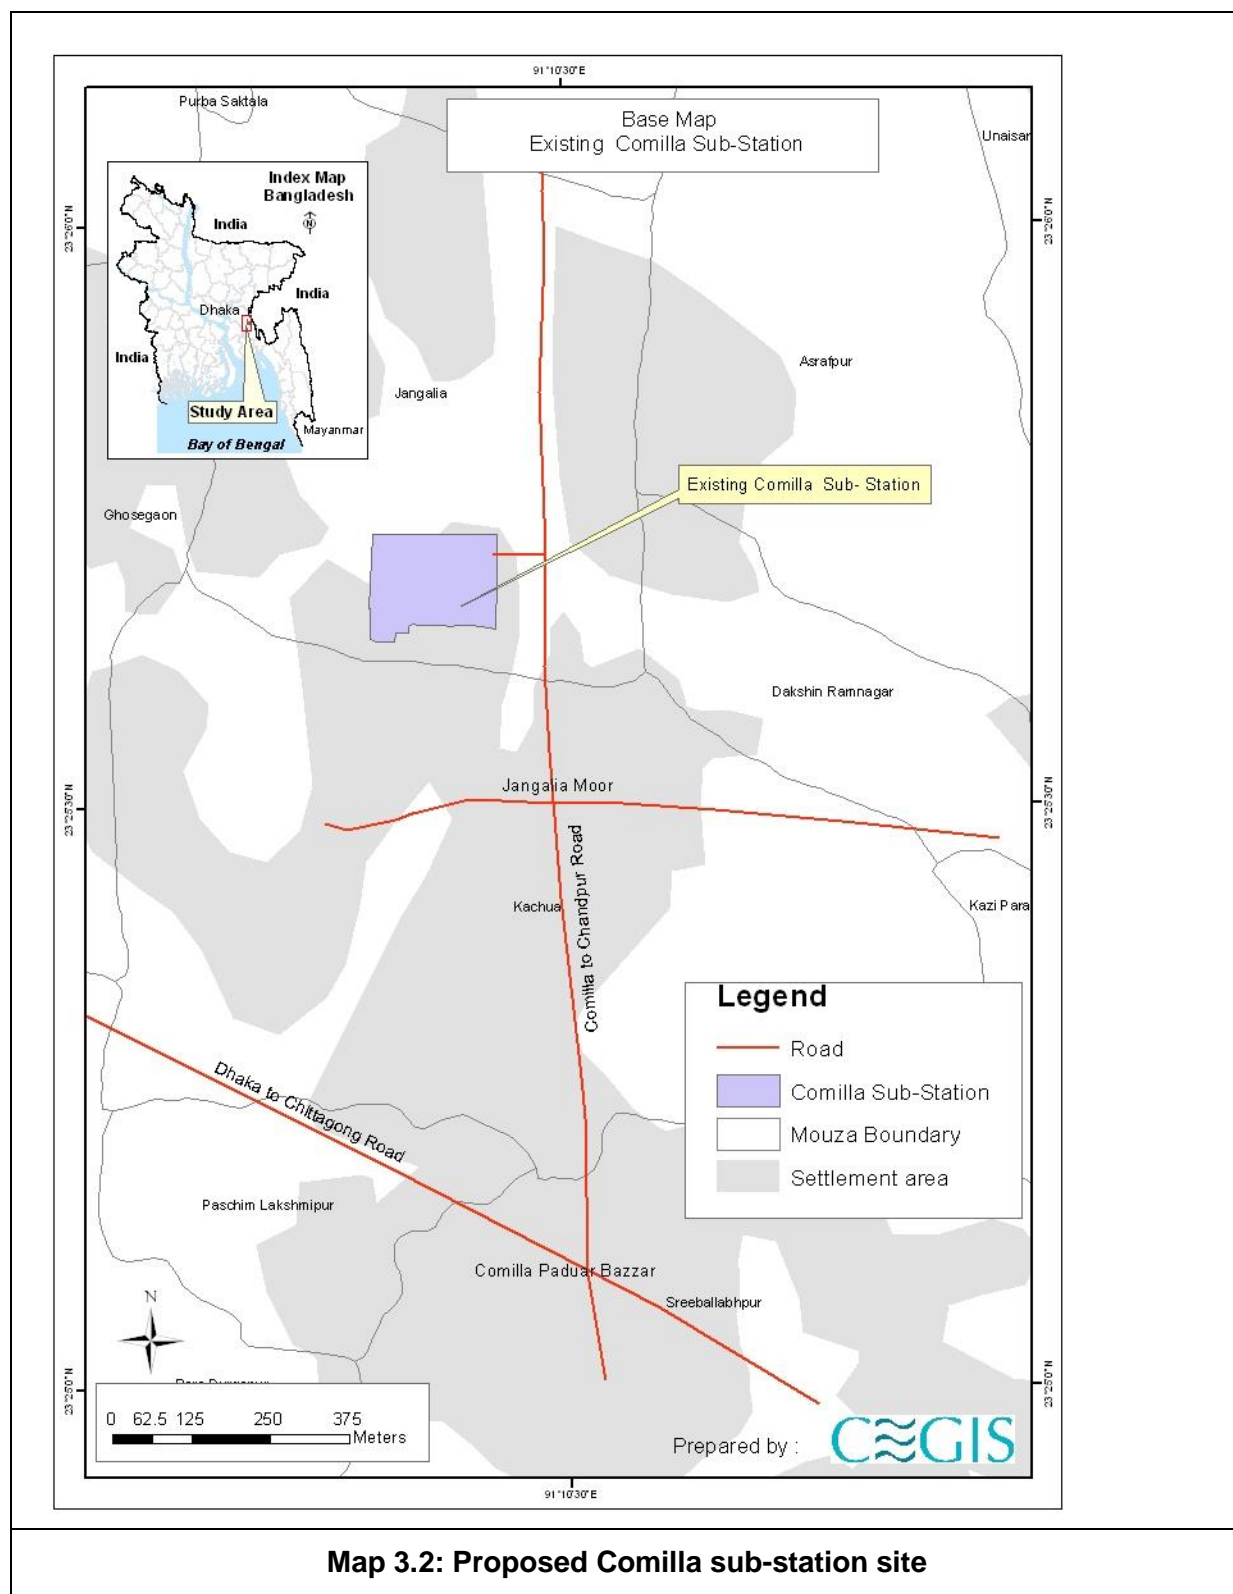 91°10'30"E
Purba Saktala
Base Map
Existing Comilla Sub-Station
Unaisar
Index Map
Bangladesh
N
India
India
Dhaka
India
Study Area
Mayanmar
Bay of Bengal
23°26'0"N
23°26'0"N
Asrafpur
Jangalia
Existing Comilla Sub- Station
Ghosegaon
Dakshin Ramnagar
Jangalia Moor
23°25'30"N
23°25'30"N
Comilla to Chandpur Road
Kachua
Kazi Para
Legend
Road
Comilla Sub-Station
Mouza Boundary
Settlement area
Dhaka to Chittagong Road
Paschim Lakshmipur
Comilla Paduar Bazzar
Sreeballabhpur
N
23°25'0"N
23°25'0"N
0 62.5 125 250 375
Meters
Prepared by :
CEGIS
91°10'30"E
Map 3.2: Proposed Comilla sub-station site